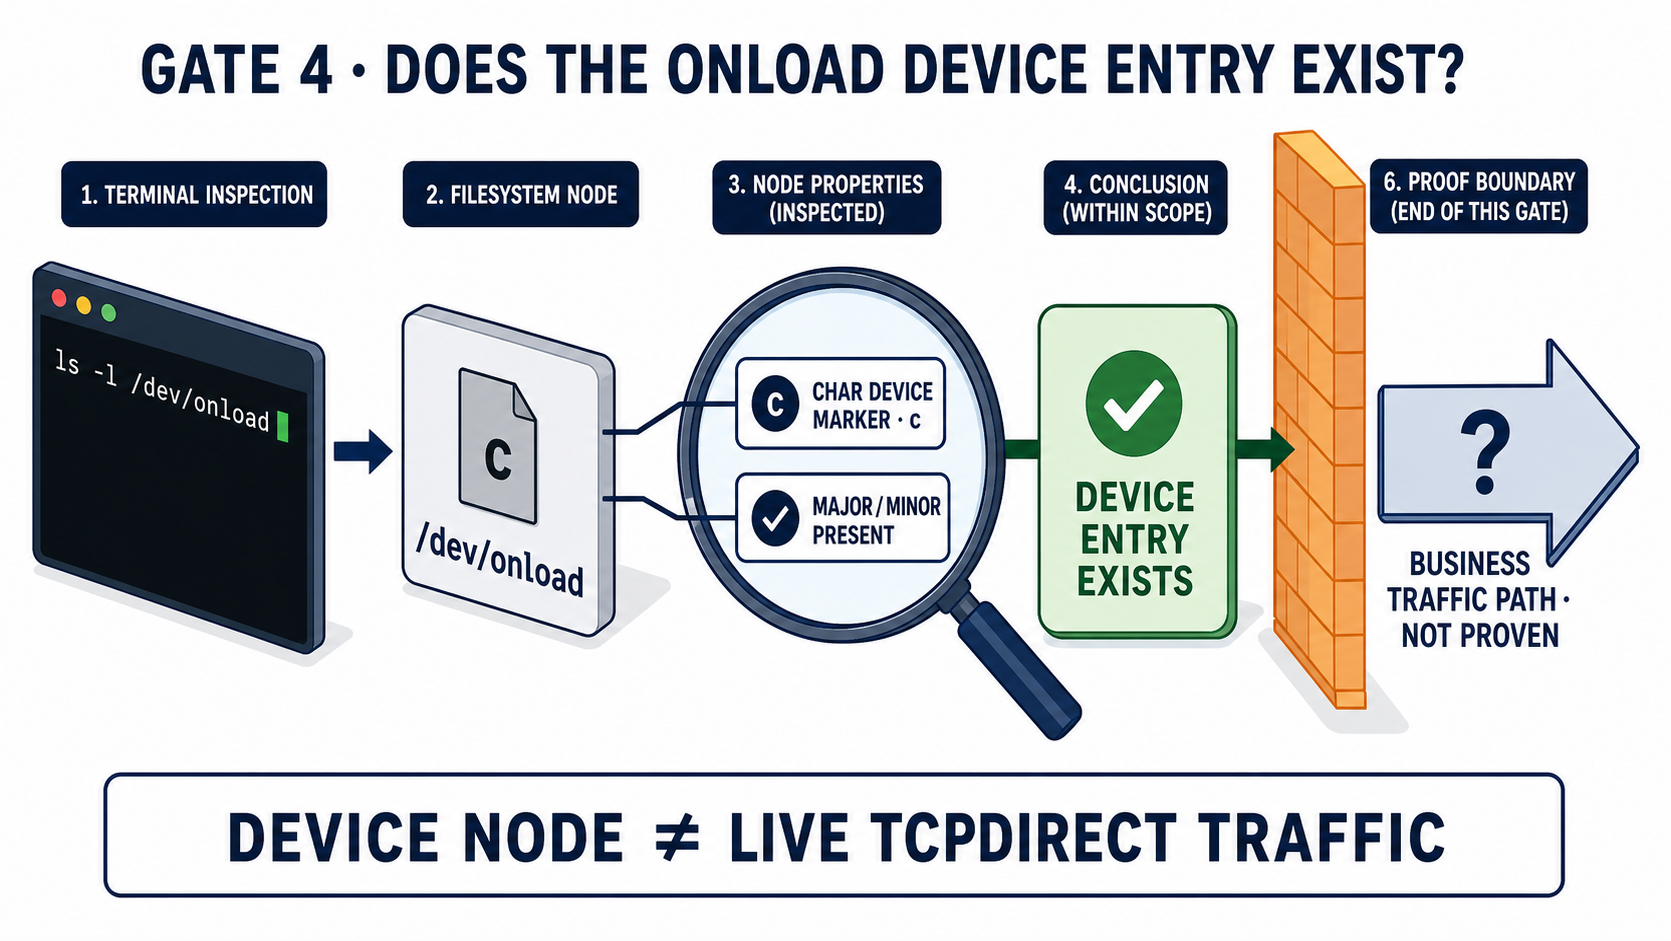 GATE 4 · DOES THE ONLOAD DEVICE ENTRY EXIST?
1. TERMINAL INSPECTION
2. FILESYSTEM NODE
3. NODE PROPERTIES
(INSPECTED)
4. CONCLUSION
(WITHIN SCOPE)
6. PROOF BOUNDARY
(END OF THIS GATE)
ls -l /dev/onload
C
/dev/onload
C
CHAR DEVICE
MARKER · c
MAJOR / MINOR
PRESENT
DEVICE
ENTRY
EXISTS
?
BUSINESS
TRAFFIC PATH ·
NOT PROVEN
DEVICE NODE ≠ LIVE TCPDIRECT TRAFFIC